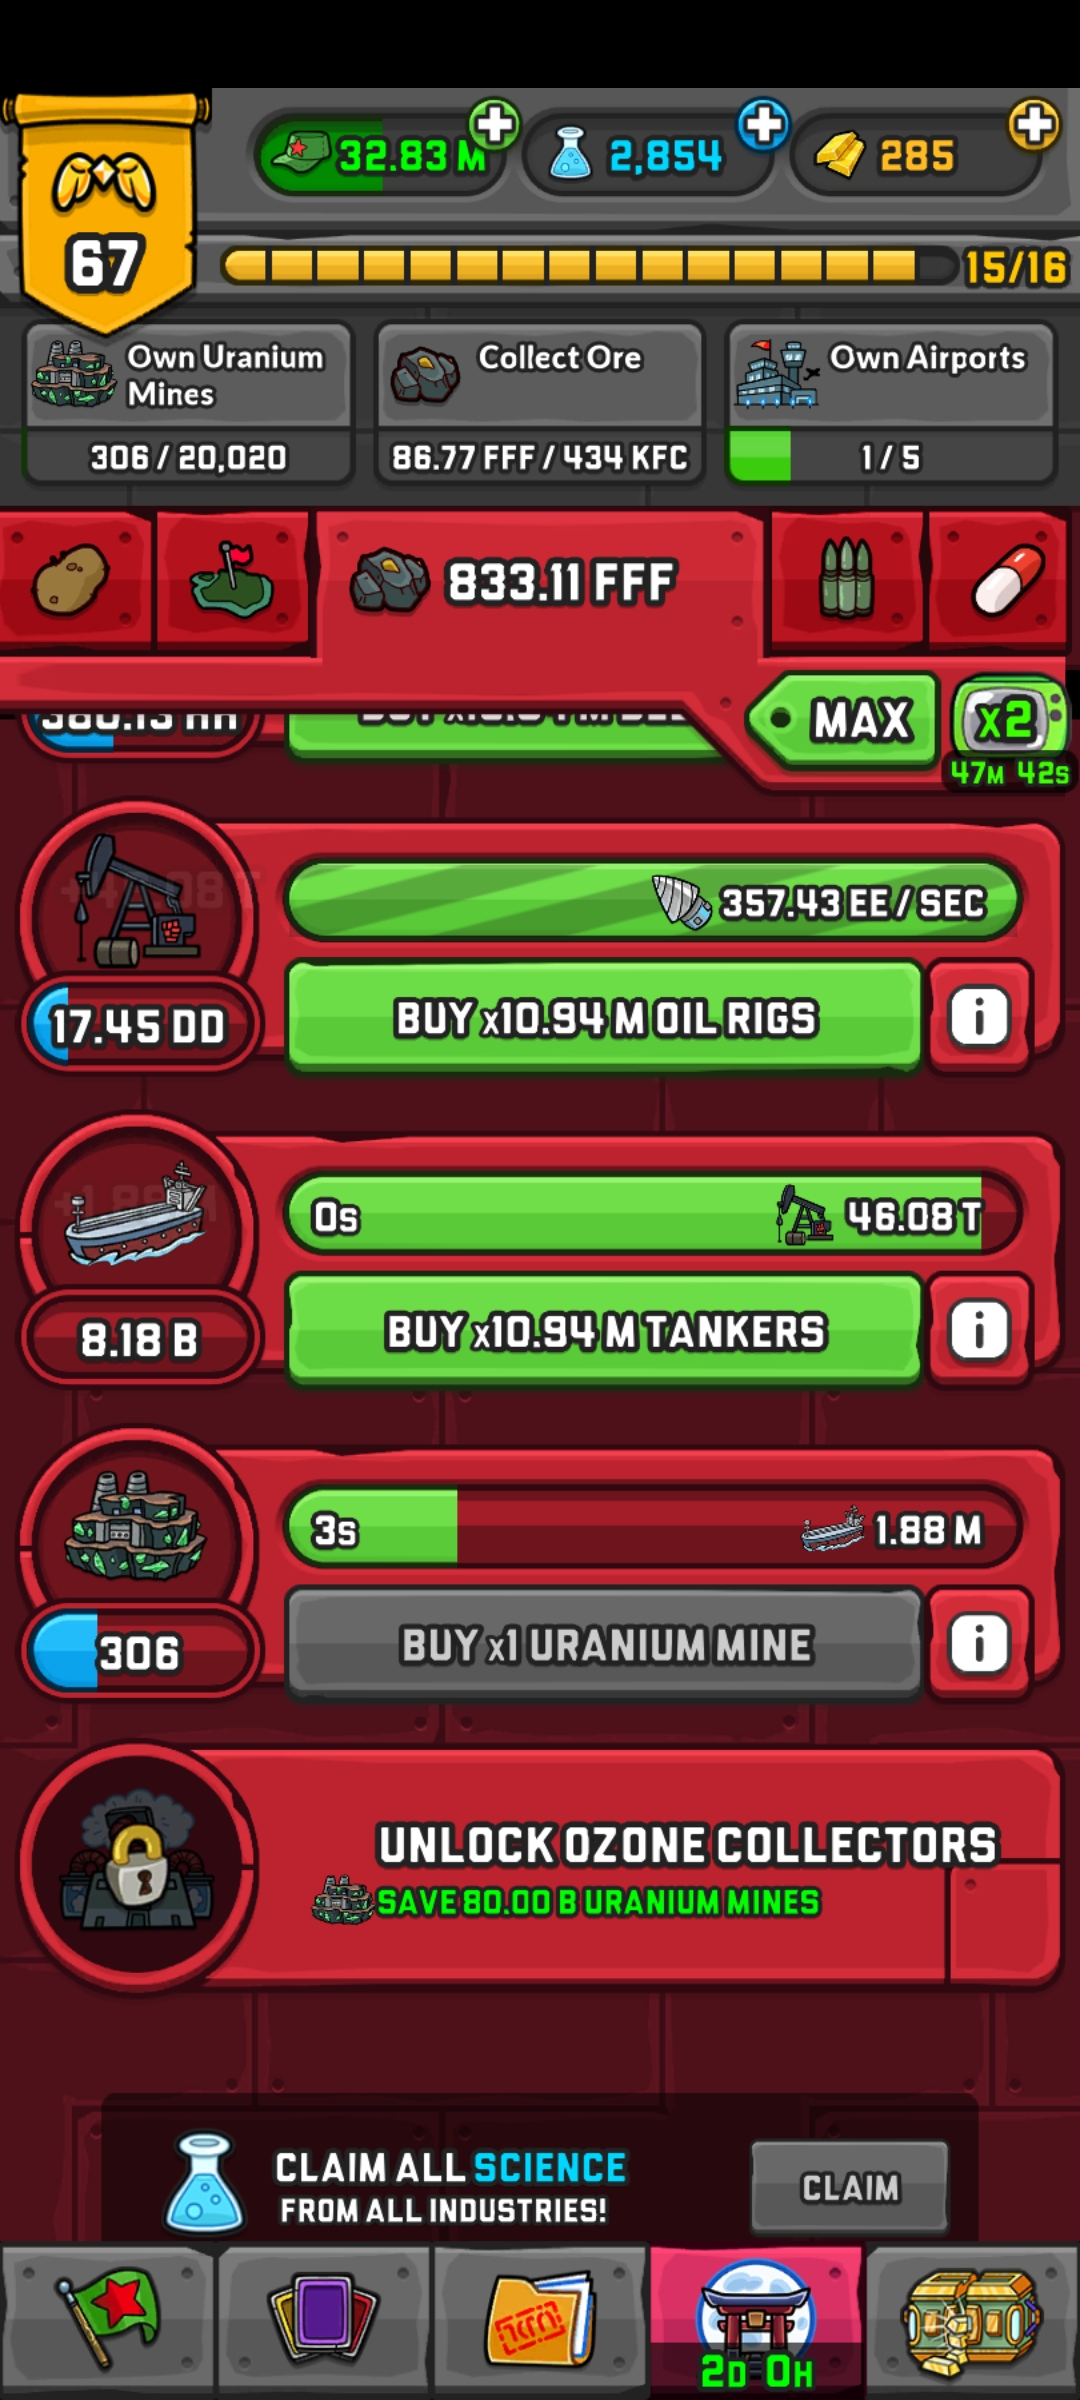 32.83 M
2,854
285
67
15/16
Own Uranium
Mines
306 / 20,020
Collect Ore
86.77 FFF / 434 KFC
Own Airports
1 / 5
833.11 FFF
MAX
x2
47M 42S
357.43 EE / SEC
17.45 DD
BUY x10.94 M OIL RIGS
i
0s
46.08 T
8.18 B
BUY x10.94 M TANKERS
i
3s
1.88 M
306
BUY x1 URANIUM MINE
i
UNLOCK OZONE COLLECTORS
SAVE 80.00 B URANIUM MINES
CLAIM ALL SCIENCE
FROM ALL INDUSTRIES!
CLAIM
2D 0H